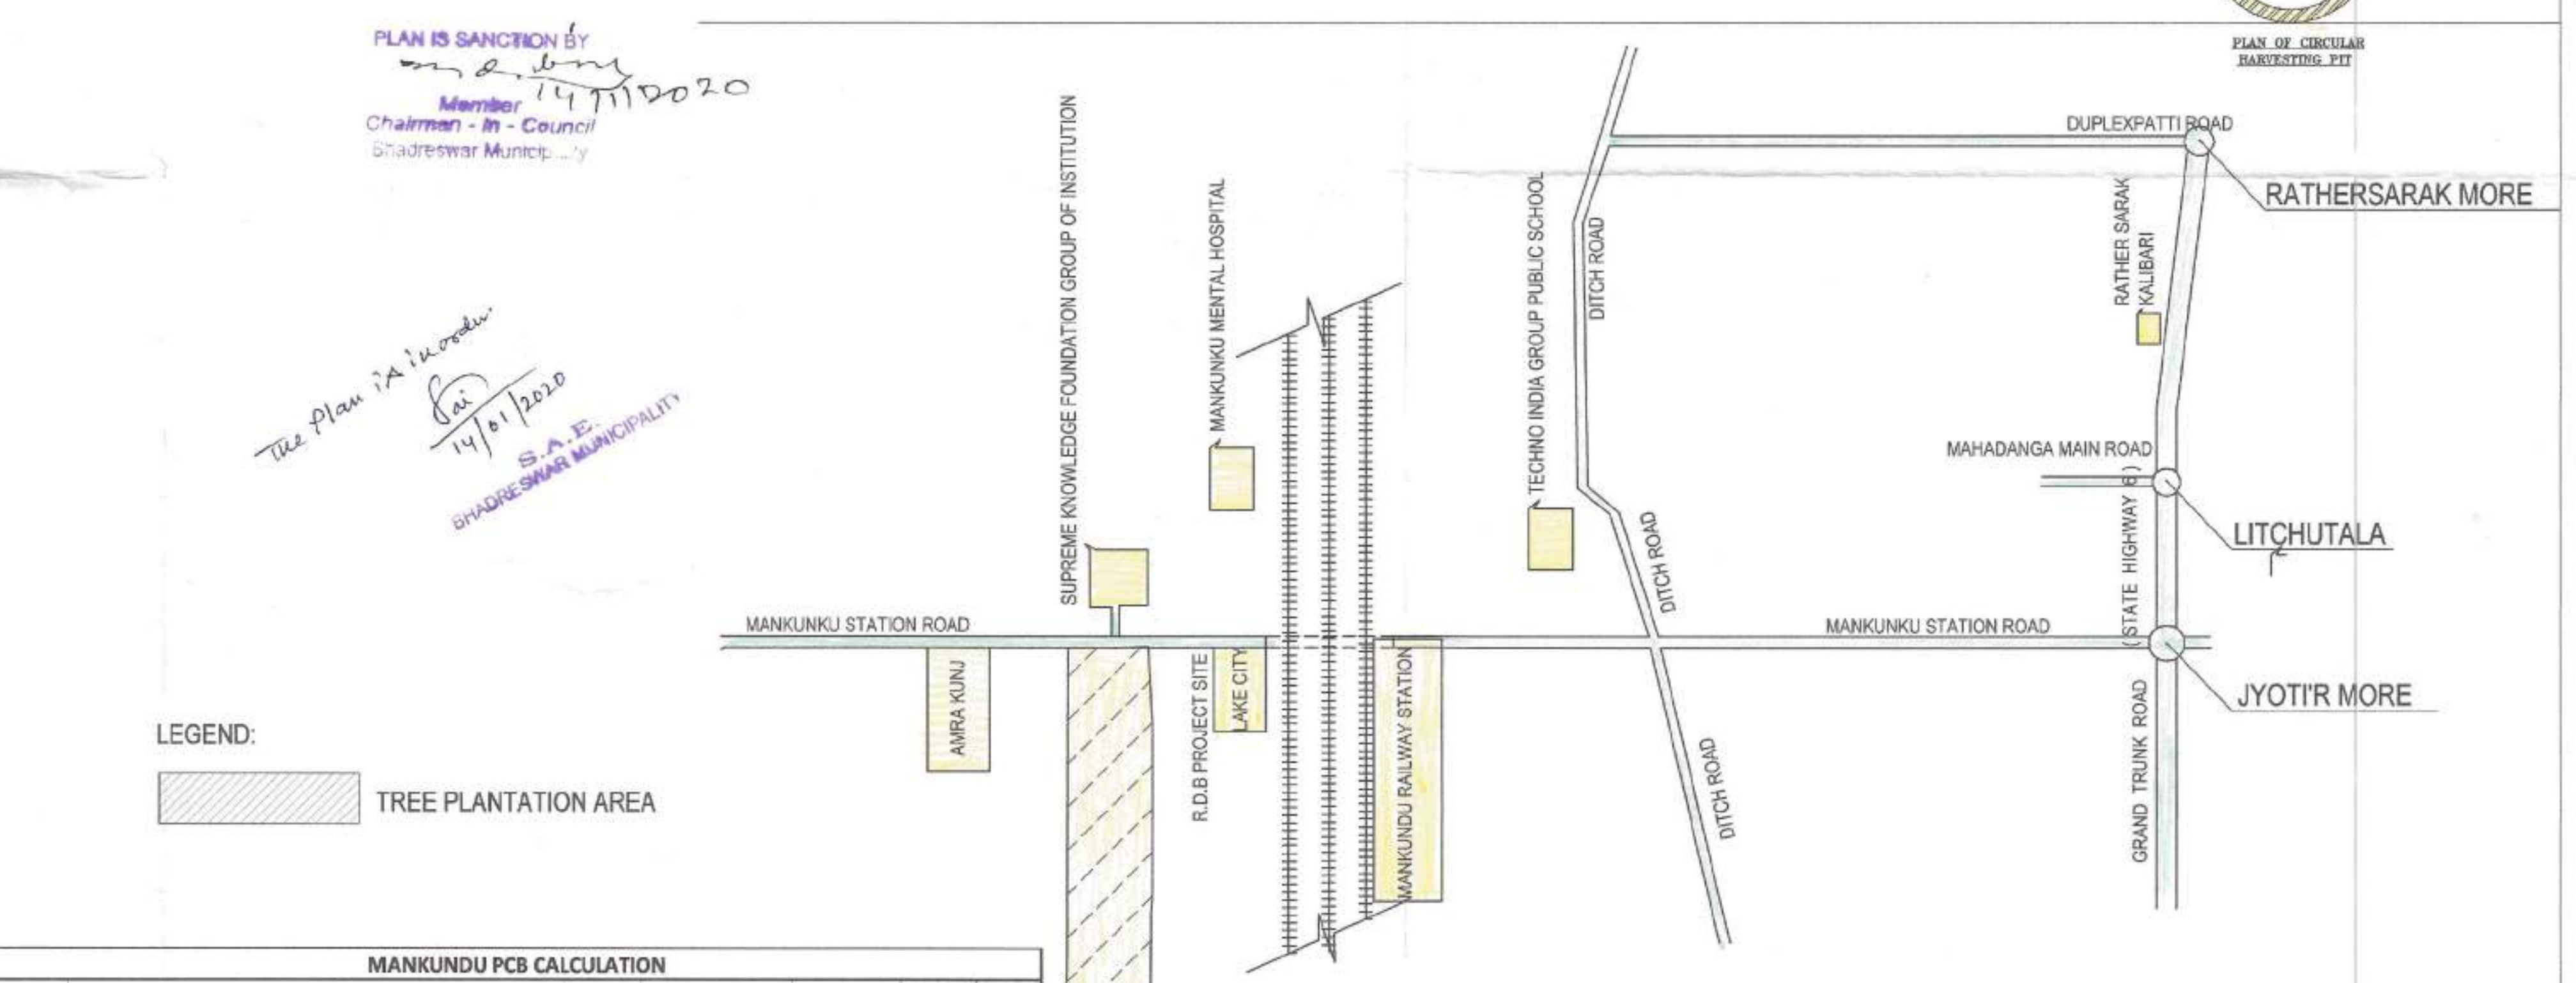 PLAN IS SANCTION BY
14/1/2020
Member
Chairman - In - Council
Bhadreswar
PLAN OF CIRCULAR
HARVESTING PIT
DUPLEXPATTI ROAD
RATHERSARAK MORE
RATHER SARAK
KALIBARI
SUPREME KNOWLEDGE FOUNDATION GROUP OF INSTITUTION
MANKUNKU MENTAL HOSPITAL
TECHNO INDIA GROUP PUBLIC SCHOOL
DITCH ROAD
The Plan is in order.
14/01/2020
S.A.E.
BHADRESWAR MUNICIPALITY
MAHADANGA MAIN ROAD
LITCHUTALA
(STATE HIGHWAY 6)
DITCH ROAD
MANKUNKU STATION ROAD
MANKUNKU STATION ROAD
AMRA KUNJ
R.D.B PROJECT SITE
LAKE CITY
MANKUNDU RAILWAY STATION
JYOTI'R MORE
GRAND TRUNK ROAD
DITCH ROAD
LEGEND:
TREE PLANTATION AREA
MANKUNDU PCB CALCULATION